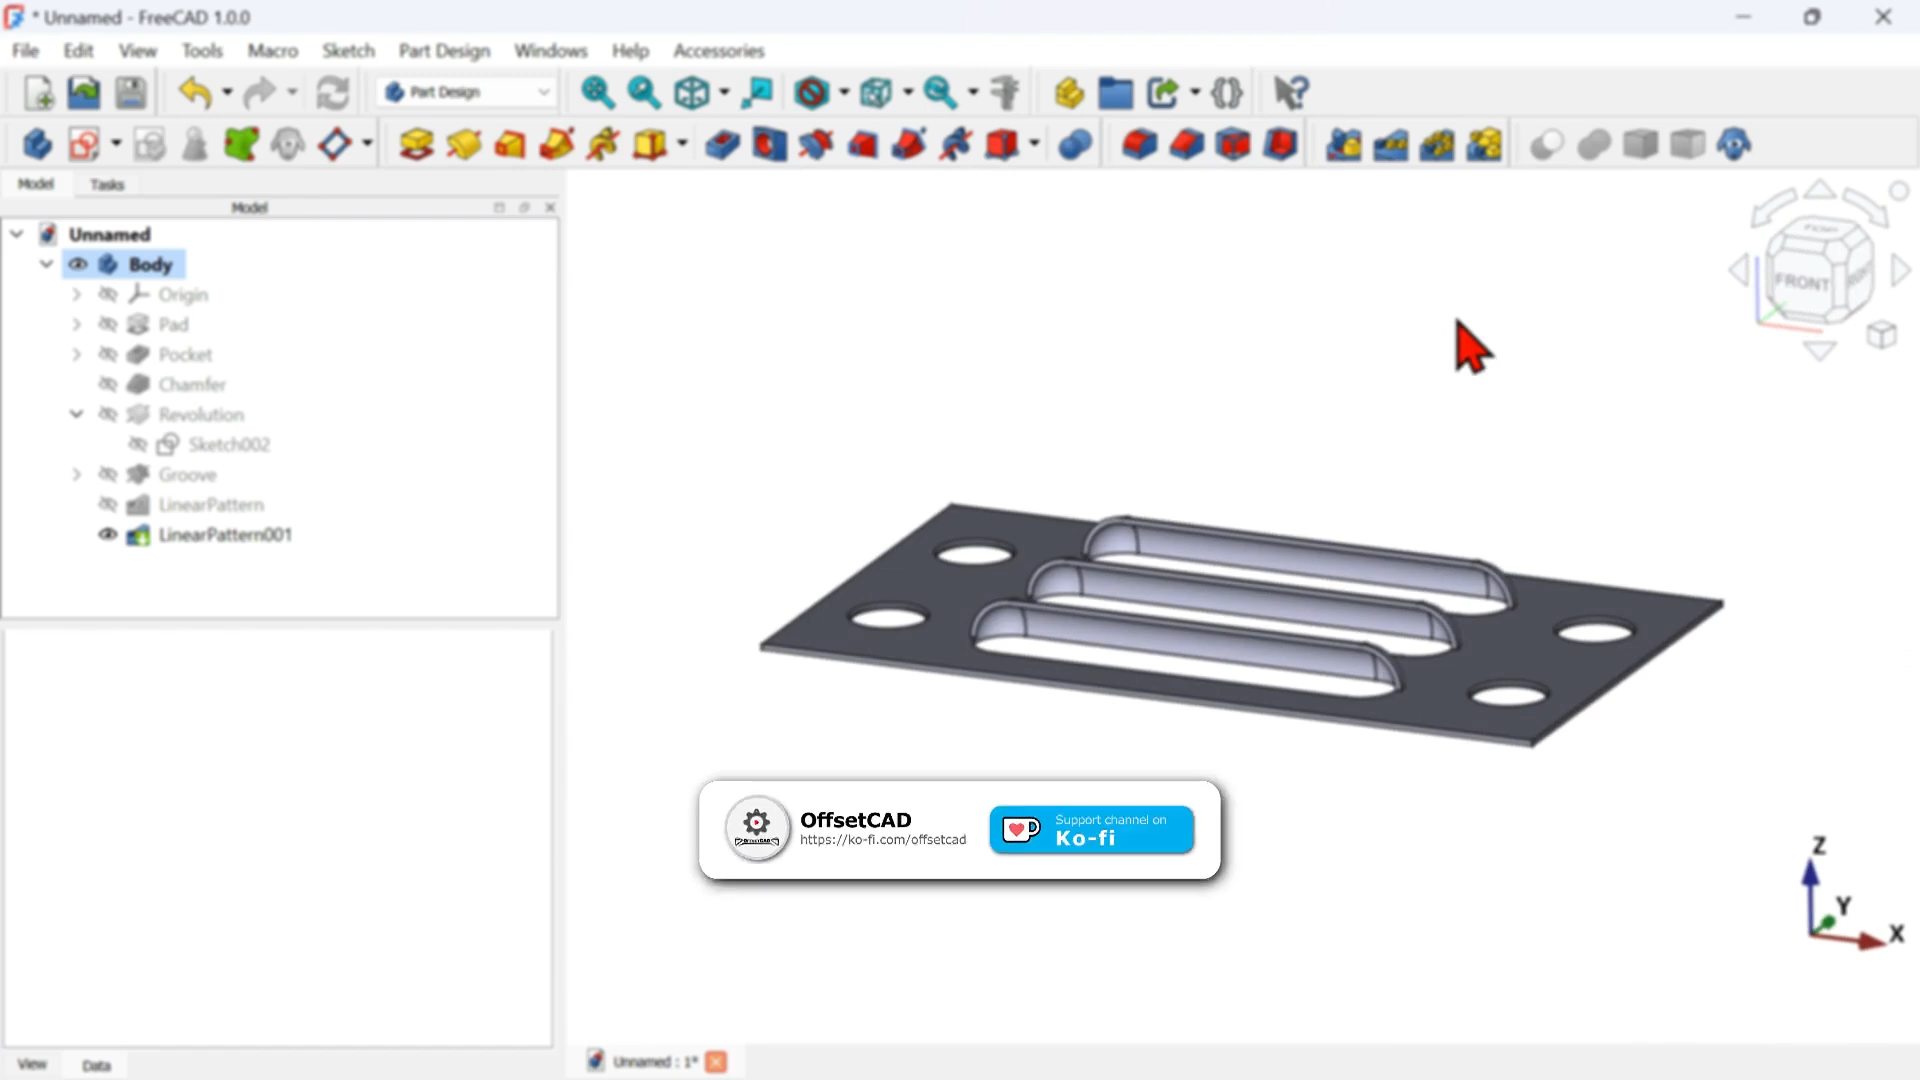 * Unnamed - FreeCAD 1.0.0
File Edit View Tools Macro Sketch Part Design Windows Help Accessories
Part Design
Model Tasks
Model
Unnamed
Body
Origin
Pad
Pocket
Chamfer
Revolution
Sketch002
Groove
LinearPattern
LinearPattern001
FRONT
RIGHT
OffsetCAD
https://ko-fi.com/offsetcad
Support channel on
Ko-fi
OffsetCAD
Z
Y
X
View Data
Unnamed : 1*